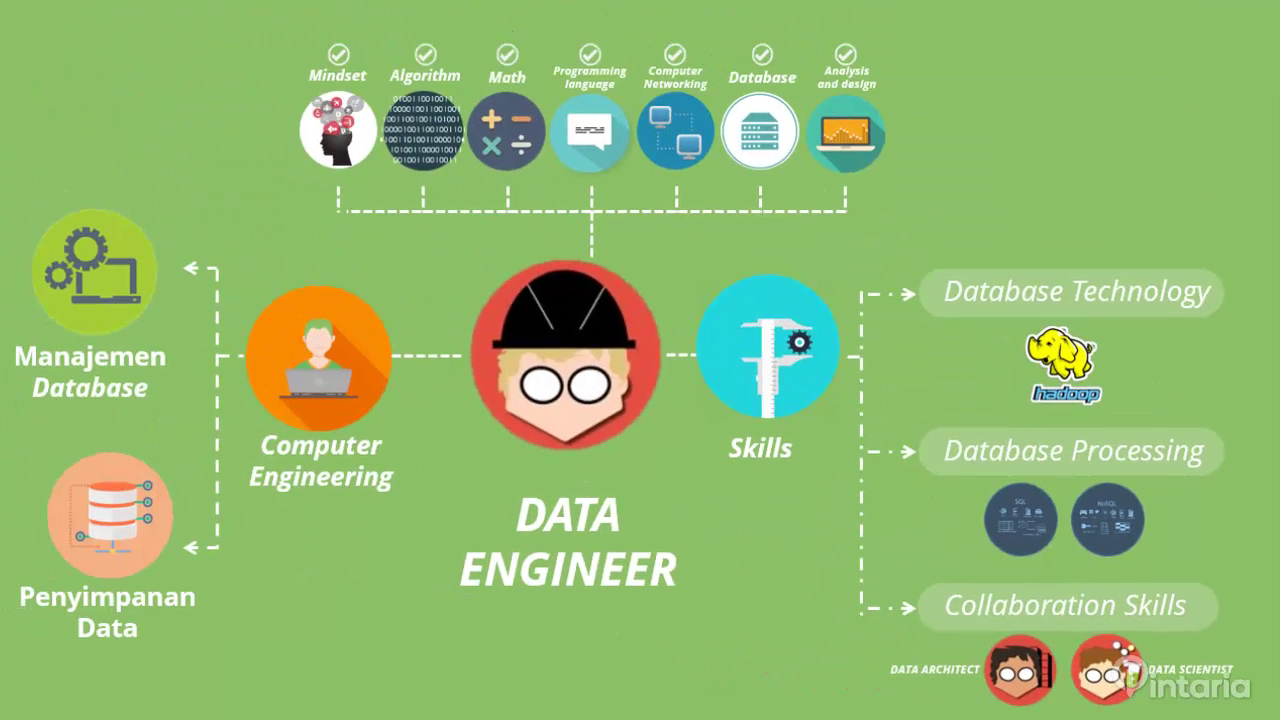 Mindset
Algorithm
Math
Programming
language
Computer
Networking
Database
Analysis
and design
Manajemen
Database
Penyimpanan
Data
Computer
Engineering
DATA
ENGINEER
Skills
Database Technology
hadoop
Database Processing
SQL
NoSQL
Collaboration Skills
DATA ARCHITECT
DATA SCIENTIST
Pintaria